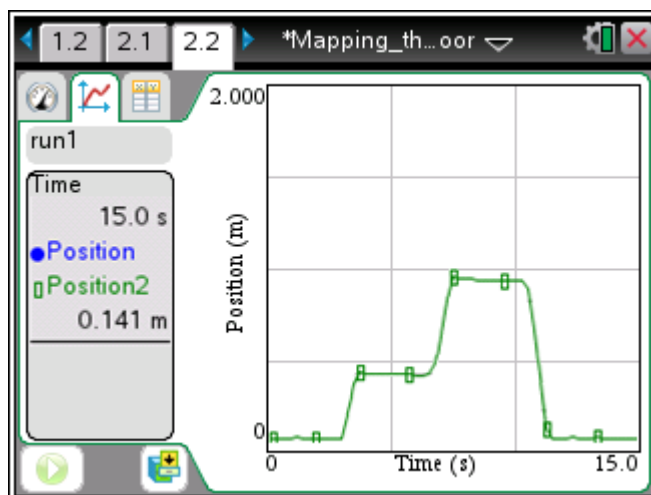 1.2 2.1 2.2 *Mapping_th...oor
run1
Time
15.0 s
Position
Position2
0.141 m
2.000
Position (m)
0
0 Time (s) 15.0